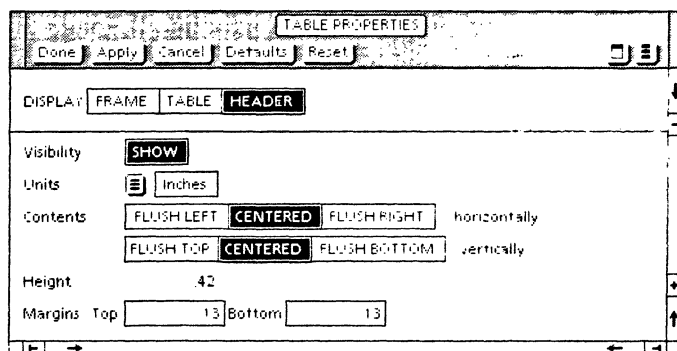 TABLE PROPERTIES
Done Apply Cancel Defaults Reset
DISPLAY FRAME TABLE HEADER
Visibility SHOW
Units Inches
Contents FLUSH LEFT CENTERED FLUSH RIGHT horizontally
FLUSH TOP CENTERED FLUSH BOTTOM vertically
Height .42
Margins Top .13 Bottom .13